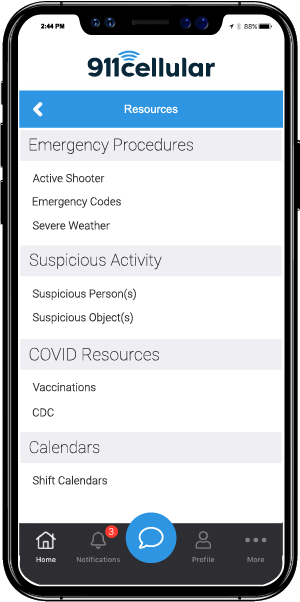 2:44 PM 88%
911cellular
Resources
Emergency Procedures
Active Shooter
Emergency Codes
Severe Weather
Suspicious Activity
Suspicious Person(s)
Suspicious Object(s)
COVID Resources
Vaccinations
CDC
Calendars
Shift Calendars
3
Home Notifications Profile More